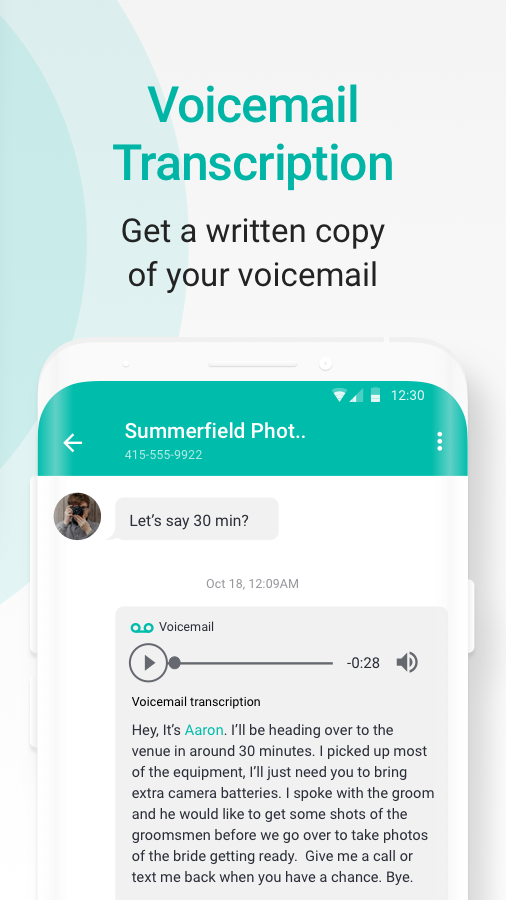 Voicemail
Transcription
Get a written copy
of your voicemail
12:30
Summerfield Phot..
415-555-9922
Let's say 30 min?
Oct 18, 12:09AM
Voicemail
-0:28
Voicemail transcription
Hey, It's Aaron. I'll be heading over to the
venue in around 30 minutes. I picked up most
of the equipment, I'll just need you to bring
extra camera batteries. I spoke with the groom
and he would like to get some shots of the
groomsmen before we go over to take photos
of the bride getting ready.  Give me a call or
text me back when you have a chance. Bye.